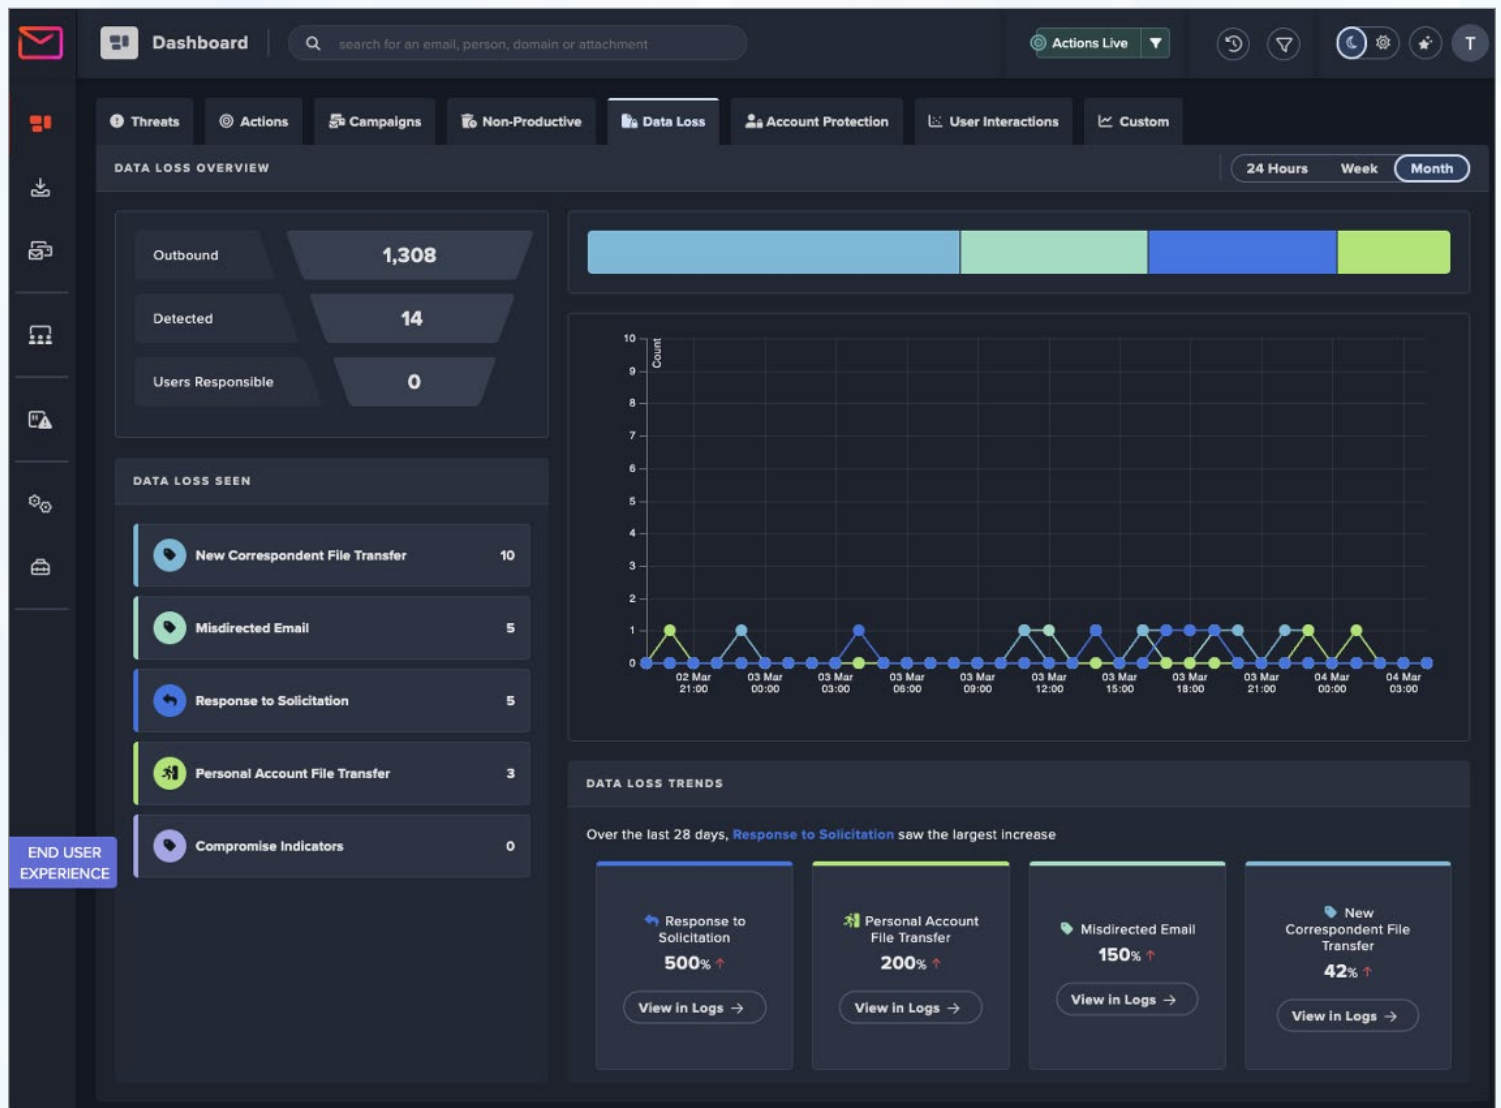 Dashboard
search for an email, person, domain or attachment
Actions Live
T
Threats
Actions
Campaigns
Non-Productive
Data Loss
Account Protection
User Interactions
Custom
DATA LOSS OVERVIEW
24 Hours
Week
Month
Outbound
1,308
Detected
14
Users Responsible
0
DATA LOSS SEEN
New Correspondent File Transfer
10
Misdirected Email
5
Response to Solicitation
5
Personal Account File Transfer
3
Compromise Indicators
0
END USER
EXPERIENCE
Count
10
9
8
7
6
5
4
3
2
1
0
02 Mar
21:00
03 Mar
00:00
03 Mar
03:00
03 Mar
06:00
03 Mar
09:00
03 Mar
12:00
03 Mar
15:00
03 Mar
18:00
03 Mar
21:00
04 Mar
00:00
04 Mar
03:00
DATA LOSS TRENDS
Over the last 28 days, Response to Solicitation saw the largest increase
Response to
Solicitation
500% ↑
View in Logs →
Personal Account
File Transfer
200% ↑
View in Logs →
Misdirected Email
150% ↑
View in Logs →
New
Correspondent File
Transfer
42% ↑
View in Logs →